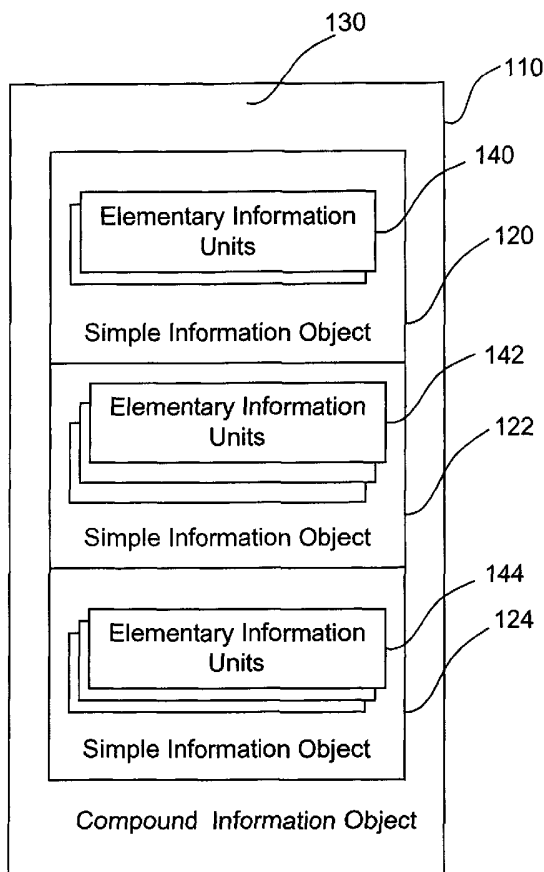 130
110
140
Elementary Information
Units
120
Simple Information Object
142
Elementary Information
Units
122
Simple Information Object
144
Elementary Information
Units
124
Simple Information Object
Compound Information Object